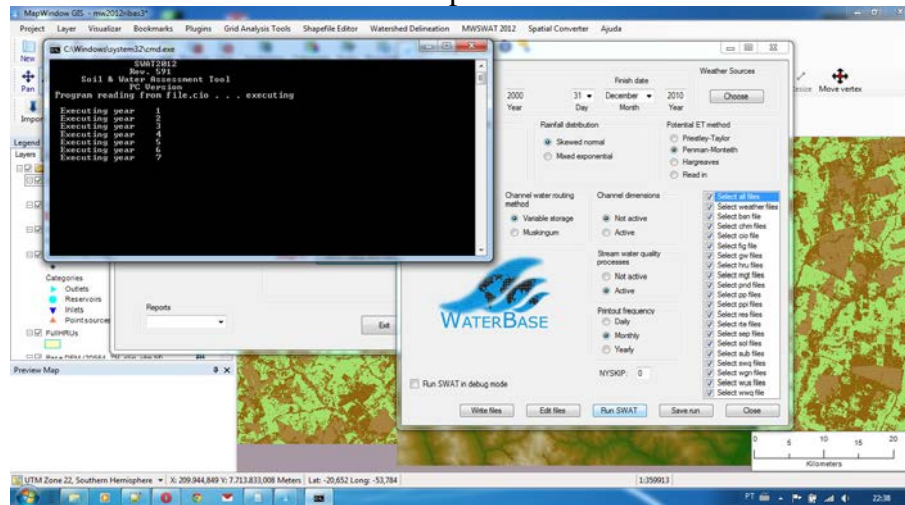 MapWindow GIS - mw2012ribas3*
Project Layer Visualizar Bookmarks Plugins Grid Analysis Tools Shapefile Editor Watershed Delineation MWSWAT 2012 Spatial Converter Ajuda
New
Pan
Move vertex
Legend
Layers
C:\Windows\system32\cmd.exe
SWAT2012
Rev. 591
Soil & Water Assessment Tool
PC Version
Program reading from file.cio . . . executing
Executing year 1
Executing year 2
Executing year 3
Executing year 4
Executing year 5
Executing year 6
Executing year 7
Categories
Outlets
Reservoirs
Inlets
Pointsources
FullHRUs
Preview Map
Reports
Exit
Finish date
2000 31 December 2010
Year Day Month Year
Weather Sources
Choose
Rainfall distribution
Skewed normal
Mixed exponential
Potential ET method
Priestley-Taylor
Penman-Monteith
Hargreaves
Read in
Channel water routing
method
Variable storage
Muskingum
Channel dimensions
Not active
Active
Stream water quality
processes
Not active
Active
Printout frequency
Daily
Monthly
Yearly
NYSKIP: 0
Select all files
Select weather files
Select bsn file
Select chm files
Select cio file
Select fig file
Select gw files
Select hru files
Select mgt files
Select pnd files
Select pp files
Select ppi files
Select res files
Select rte files
Select sep files
Select sol files
Select sub files
Select swq files
Select wgn files
Select wus files
Select wwq file
WATERBASE
Run SWAT in debug mode
Write files Edit files Run SWAT Save run Close
0 5 10 15 20
Kilometers
UTM Zone 22, Southern Hemisphere X: 209.944,849 Y: 7.713.833,008 Meters Lat: -20,652 Long: -53,784 1:359913
PT 22:38